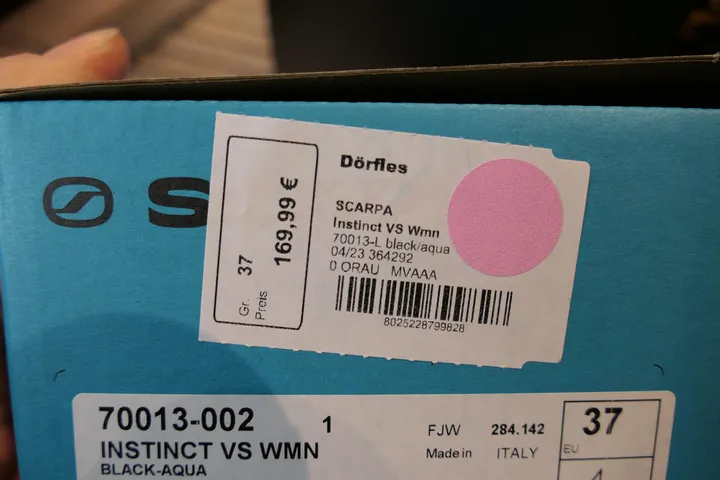 S
Dörfles
SCARPA
Instinct VS Wmn
70013-L black/aqua
04/23 364292
0 ORAU MVAAA
8025228799828
Gr. 37
Preis 169,99 €
70013-002 1
INSTINCT VS WMN
BLACK-AQUA
FJW 284.142
Made in ITALY
37
EU